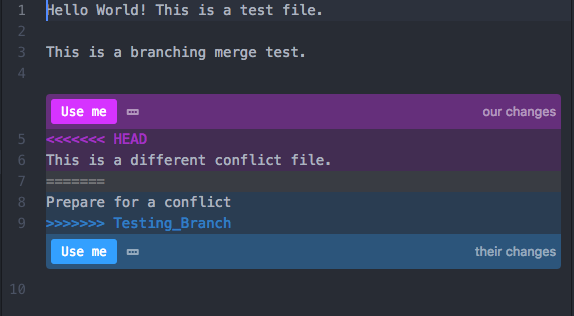 1 Hello World! This is a test file.
2
3 This is a branching merge test.
4
Use me our changes
5 <<<<<<< HEAD
6 This is a different conflict file.
7 =======
8 Prepare for a conflict
9 >>>>>>> Testing_Branch
Use me their changes
10